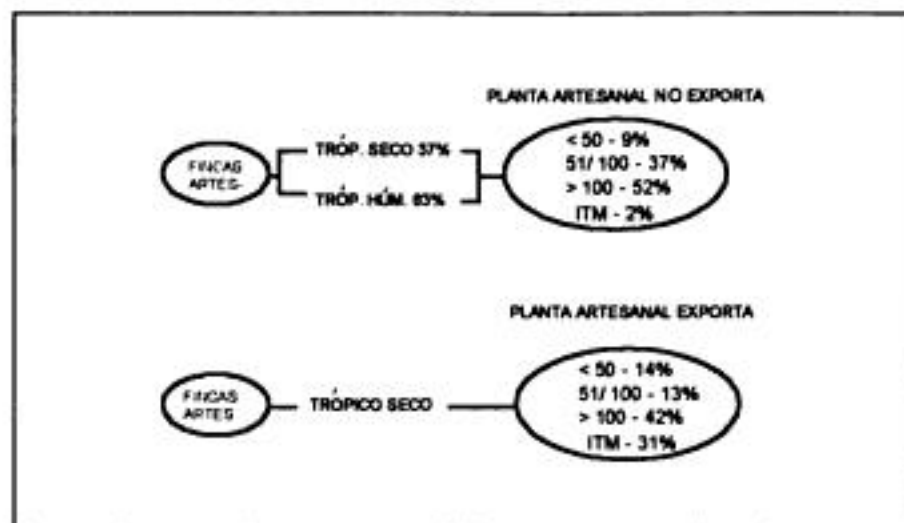 PLANTA ARTESANAL NO EXPORTA
FINCAS
ARTES-
TRÓP. SECO 37%
TRÓP. HÚM. 63%
< 50 - 9%
51/ 100 - 37%
> 100 - 52%
ITM - 2%
PLANTA ARTESANAL EXPORTA
FINCAS
ARTES
TRÓPICO SECO
< 50 - 14%
51/ 100 - 13%
> 100 - 42%
ITM - 31%